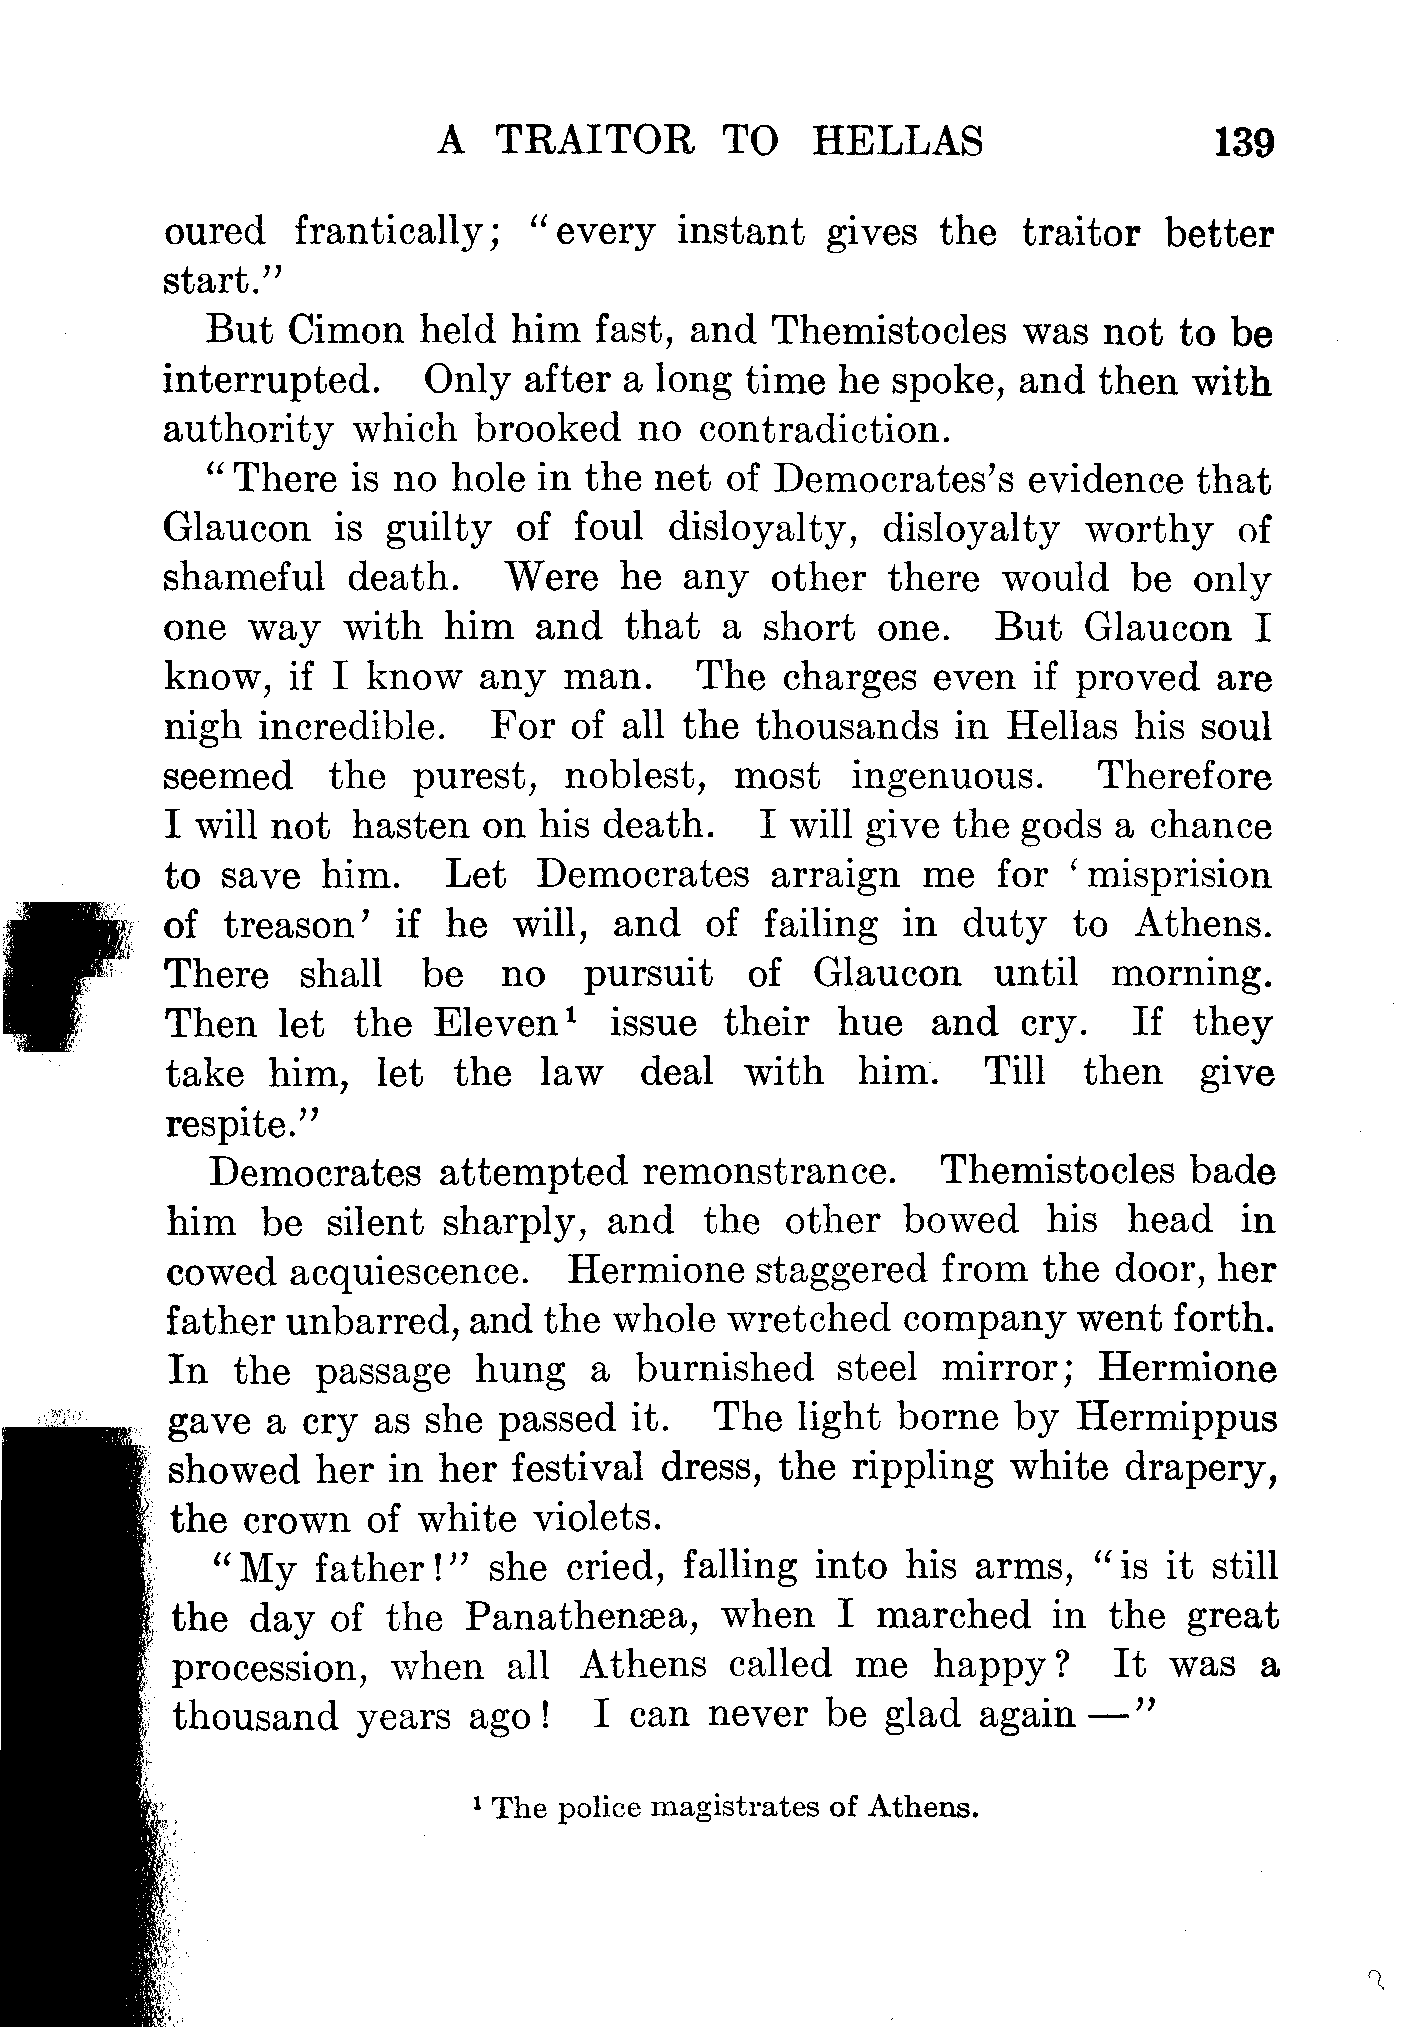 A TRAITOR TO HELLAS 139
oured frantically; "every instant gives the traitor better
start."
But Cimon held him fast, and Themistocles was not to be
interrupted. Only after a long time he spoke, and then with
authority which brooked no contradiction.
"There is no hole in the net of Democrates's evidence that
Glaucon is guilty of foul disloyalty, disloyalty worthy of
shameful death. Were he any other there would be only
one way with him and that a short one. But Glaucon I
know, if I know any man. The charges even if proved are
nigh incredible. For of all the thousands in Hellas his soul
seemed the purest, noblest, most ingenuous. Therefore
I will not hasten on his death. I will give the gods a chance
to save him. Let Democrates arraign me for 'misprision
of treason' if he will, and of failing in duty to Athens.
There shall be no pursuit of Glaucon until morning.
Then let the Eleven¹ issue their hue and cry. If they
take him, let the law deal with him. Till then give
respite."
Democrates attempted remonstrance. Themistocles bade
him be silent sharply, and the other bowed his head in
cowed acquiescence. Hermione staggered from the door, her
father unbarred, and the whole wretched company went forth.
In the passage hung a burnished steel mirror; Hermione
gave a cry as she passed it. The light borne by Hermippus
showed her in her festival dress, the rippling white drapery,
the crown of white violets.
"My father!" she cried, falling into his arms, "is it still
the day of the Panathenæa, when I marched in the great
procession, when all Athens called me happy? It was a
thousand years ago! I can never be glad again —"
¹ The police magistrates of Athens.